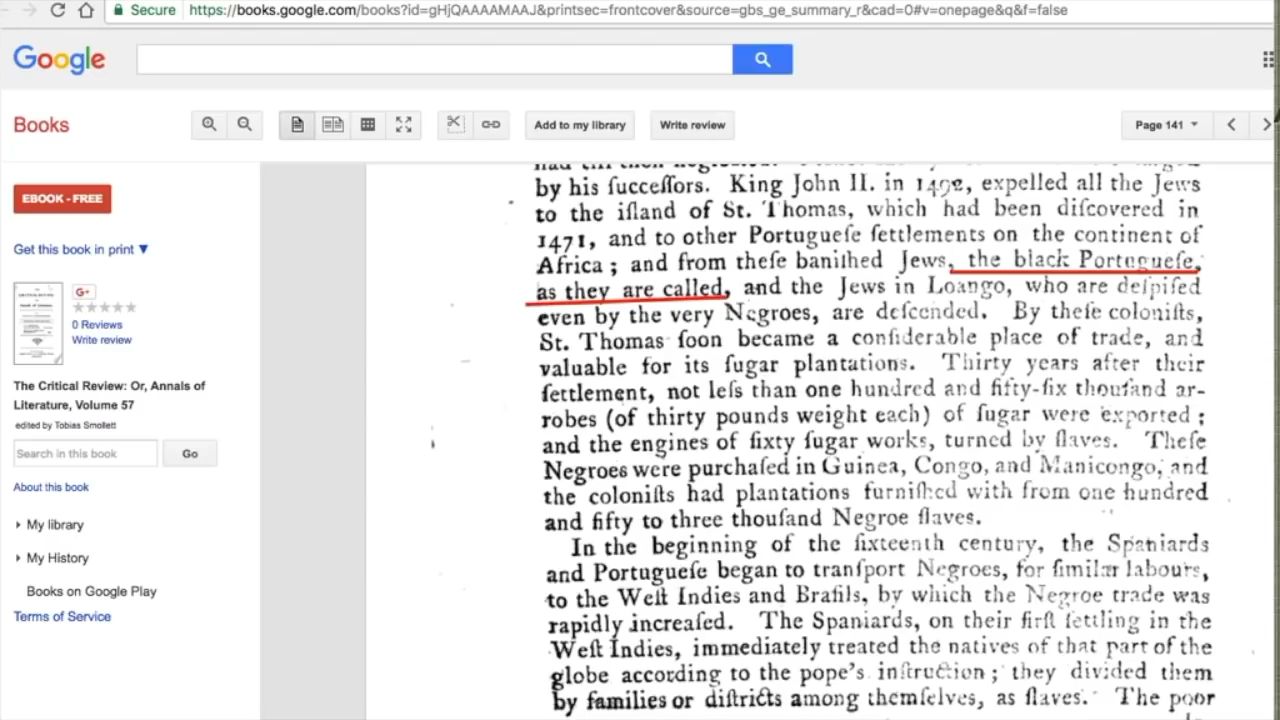 Secure https://books.google.com/books?id=gHjQAAAAMAAJ&printsec=frontcover&source=gbs_ge_summary_r&cad=0#v=onepage&q&f=false
Google
Books
Add to my library
Write review
Page 141
EBOOK - FREE
Get this book in print ▼
G+
0 Reviews
Write review
The Critical Review: Or, Annals of
Literature, Volume 57
edited by Tobias Smollett
Search in this book
Go
About this book
My library
My History
Books on Google Play
Terms of Service
by his ſucceſſors. King John II. in 1492, expelled all the Jews
to the iſland of St. Thomas, which had been diſcovered in
1471, and to other Portugueſe ſettlements on the continent of
Africa ; and from theſe baniſhed Jews, the black Portugueſe,
as they are called, and the Jews in Loango, who are deſpiſed
even by the very Negroes, are deſcended. By theſe coloniſts,
St. Thomas ſoon became a conſiderable place of trade, and
valuable for its ſugar plantations. Thirty years after their
ſettlement, not leſs than one hundred and fifty-ſix thouſand ar-
robes (of thirty pounds weight each) of ſugar were exported ;
and the engines of ſixty ſugar works, turned by ſlaves. Theſe
Negroes were purchaſed in Guinea, Congo, and Manicongo, and
the coloniſts had plantations furniſhed with from one hundred
and fifty to three thouſand Negroe ſlaves.
In the beginning of the ſixteenth century, the Spaniards
and Portugueſe began to tranſport Negroes, for ſimilar labours,
to the Weſt Indies and Braſils, by which the Negroe trade was
rapidly increaſed. The Spaniards, on their firſt ſettling in the
Weſt Indies, immediately treated the natives of that part of the
globe according to the pope's inſtruction ; they divided them
by families or diſtricts among themſelves, as ſlaves. The poor